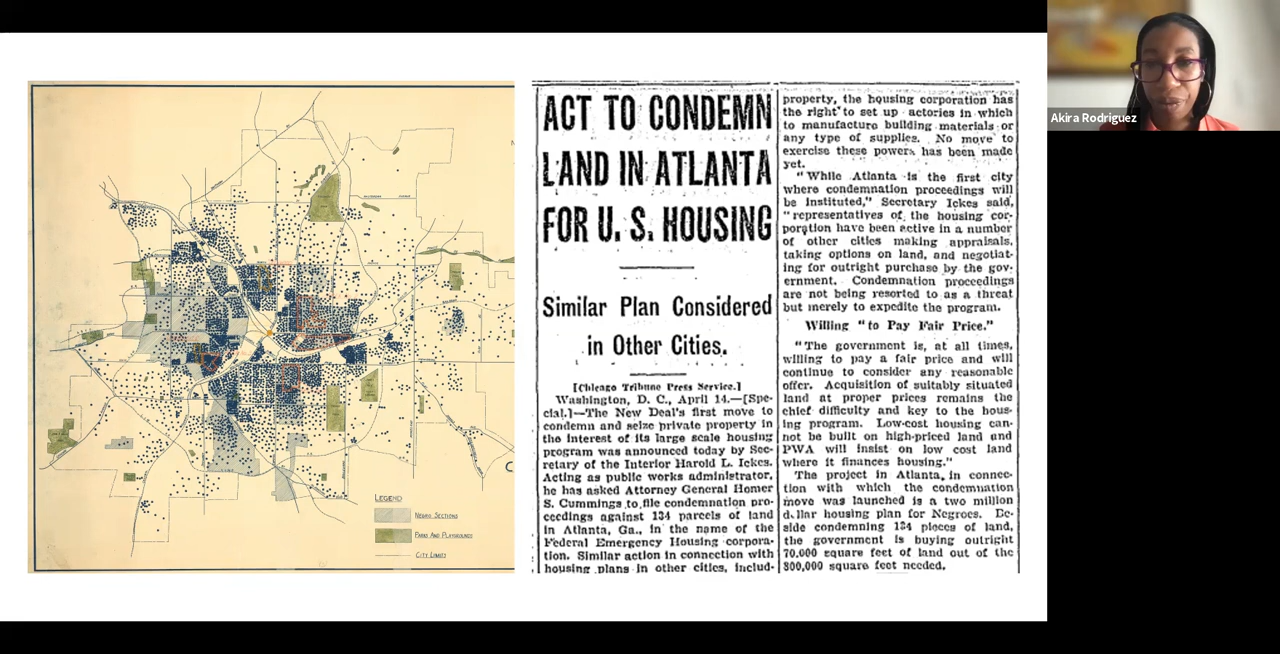 LEGEND
NEGRO SECTIONS
PARKS AND PLAYGROUNDS
CITY LIMITS
ACT TO CONDEMN
LAND IN ATLANTA
FOR U. S. HOUSING
Similar Plan Considered
in Other Cities.
[Chicago Tribune Press Service.]
Washington, D. C., April 14.—[Spe-
cial.]—The New Deal's first move to
condemn and seize private property in
the interest of its large scale housing
program was announced today by Sec-
retary of the Interior Harold L. Ickes.
Acting as public works administrator,
he has asked Attorney General Homer
S. Cummings to file condemnation pro-
ceedings against 134 parcels of land
in Atlanta, Ga., in the name of the
Federal Emergency Housing corpora-
tion. Similar action in connection with
housing plans in other cities, includ-
property, the housing corporation has
the right to set up actories in which
to manufacture building materials or
any type of supplies. No move to
exercise these powers has been made
yet.
"While Atlanta is the first city
where condemnation proceedings will
be instituted," Secretary Ickes said,
"representatives of the housing cor-
poration have been active in a number
of other cities making appraisals,
taking options on land, and negotiat-
ing for outright purchase by the gov-
ernment. Condemnation proceedings
are not being resorted to as a threat
but merely to expedite the program.
Willing "to Pay Fair Price."
"The government is, at all times,
willing to pay a fair price and will
continue to consider any reasonable
offer. Acquisition of suitably situated
land at proper prices remains the
chief difficulty and key to the hous-
ing program. Low-cost housing can-
not be built on high-priced land and
PWA will insist on low cost land
where it finances housing."
The project in Atlanta, in connec-
tion with which the condemnation
move was launched is a two million
dollar housing plan for Negroes. Be-
side condemning 134 pieces of land,
the government is buying outright
70,000 square feet of land out of the
800,000 square feet needed.
Akira Rodriguez